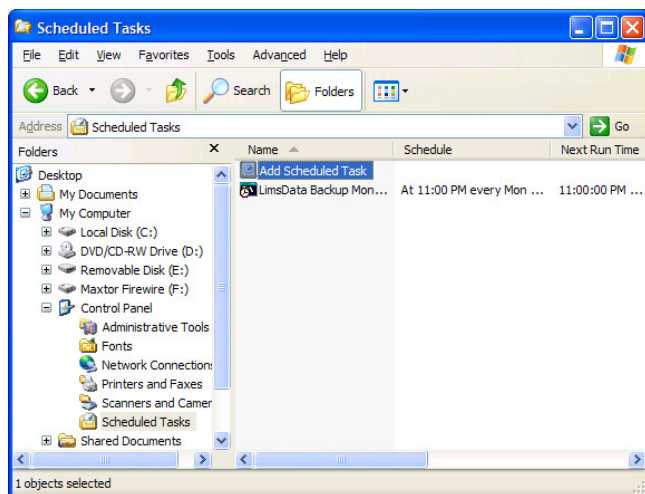 Scheduled Tasks
File Edit View Favorites Tools Advanced Help
Back Search Folders
Address Scheduled Tasks Go
Folders x Name Schedule Next Run Time
Desktop
My Documents
My Computer
Local Disk (C:)
DVD/CD-RW Drive (D:)
Removable Disk (E:)
Maxtor Firewire (F:)
Control Panel
Administrative Tools
Fonts
Network Connection
Printers and Faxes
Scanners and Camer
Scheduled Tasks
Shared Documents
Add Scheduled Task
LimsData Backup Mon... At 11:00 PM every Mon ... 11:00:00 PM ...
1 objects selected